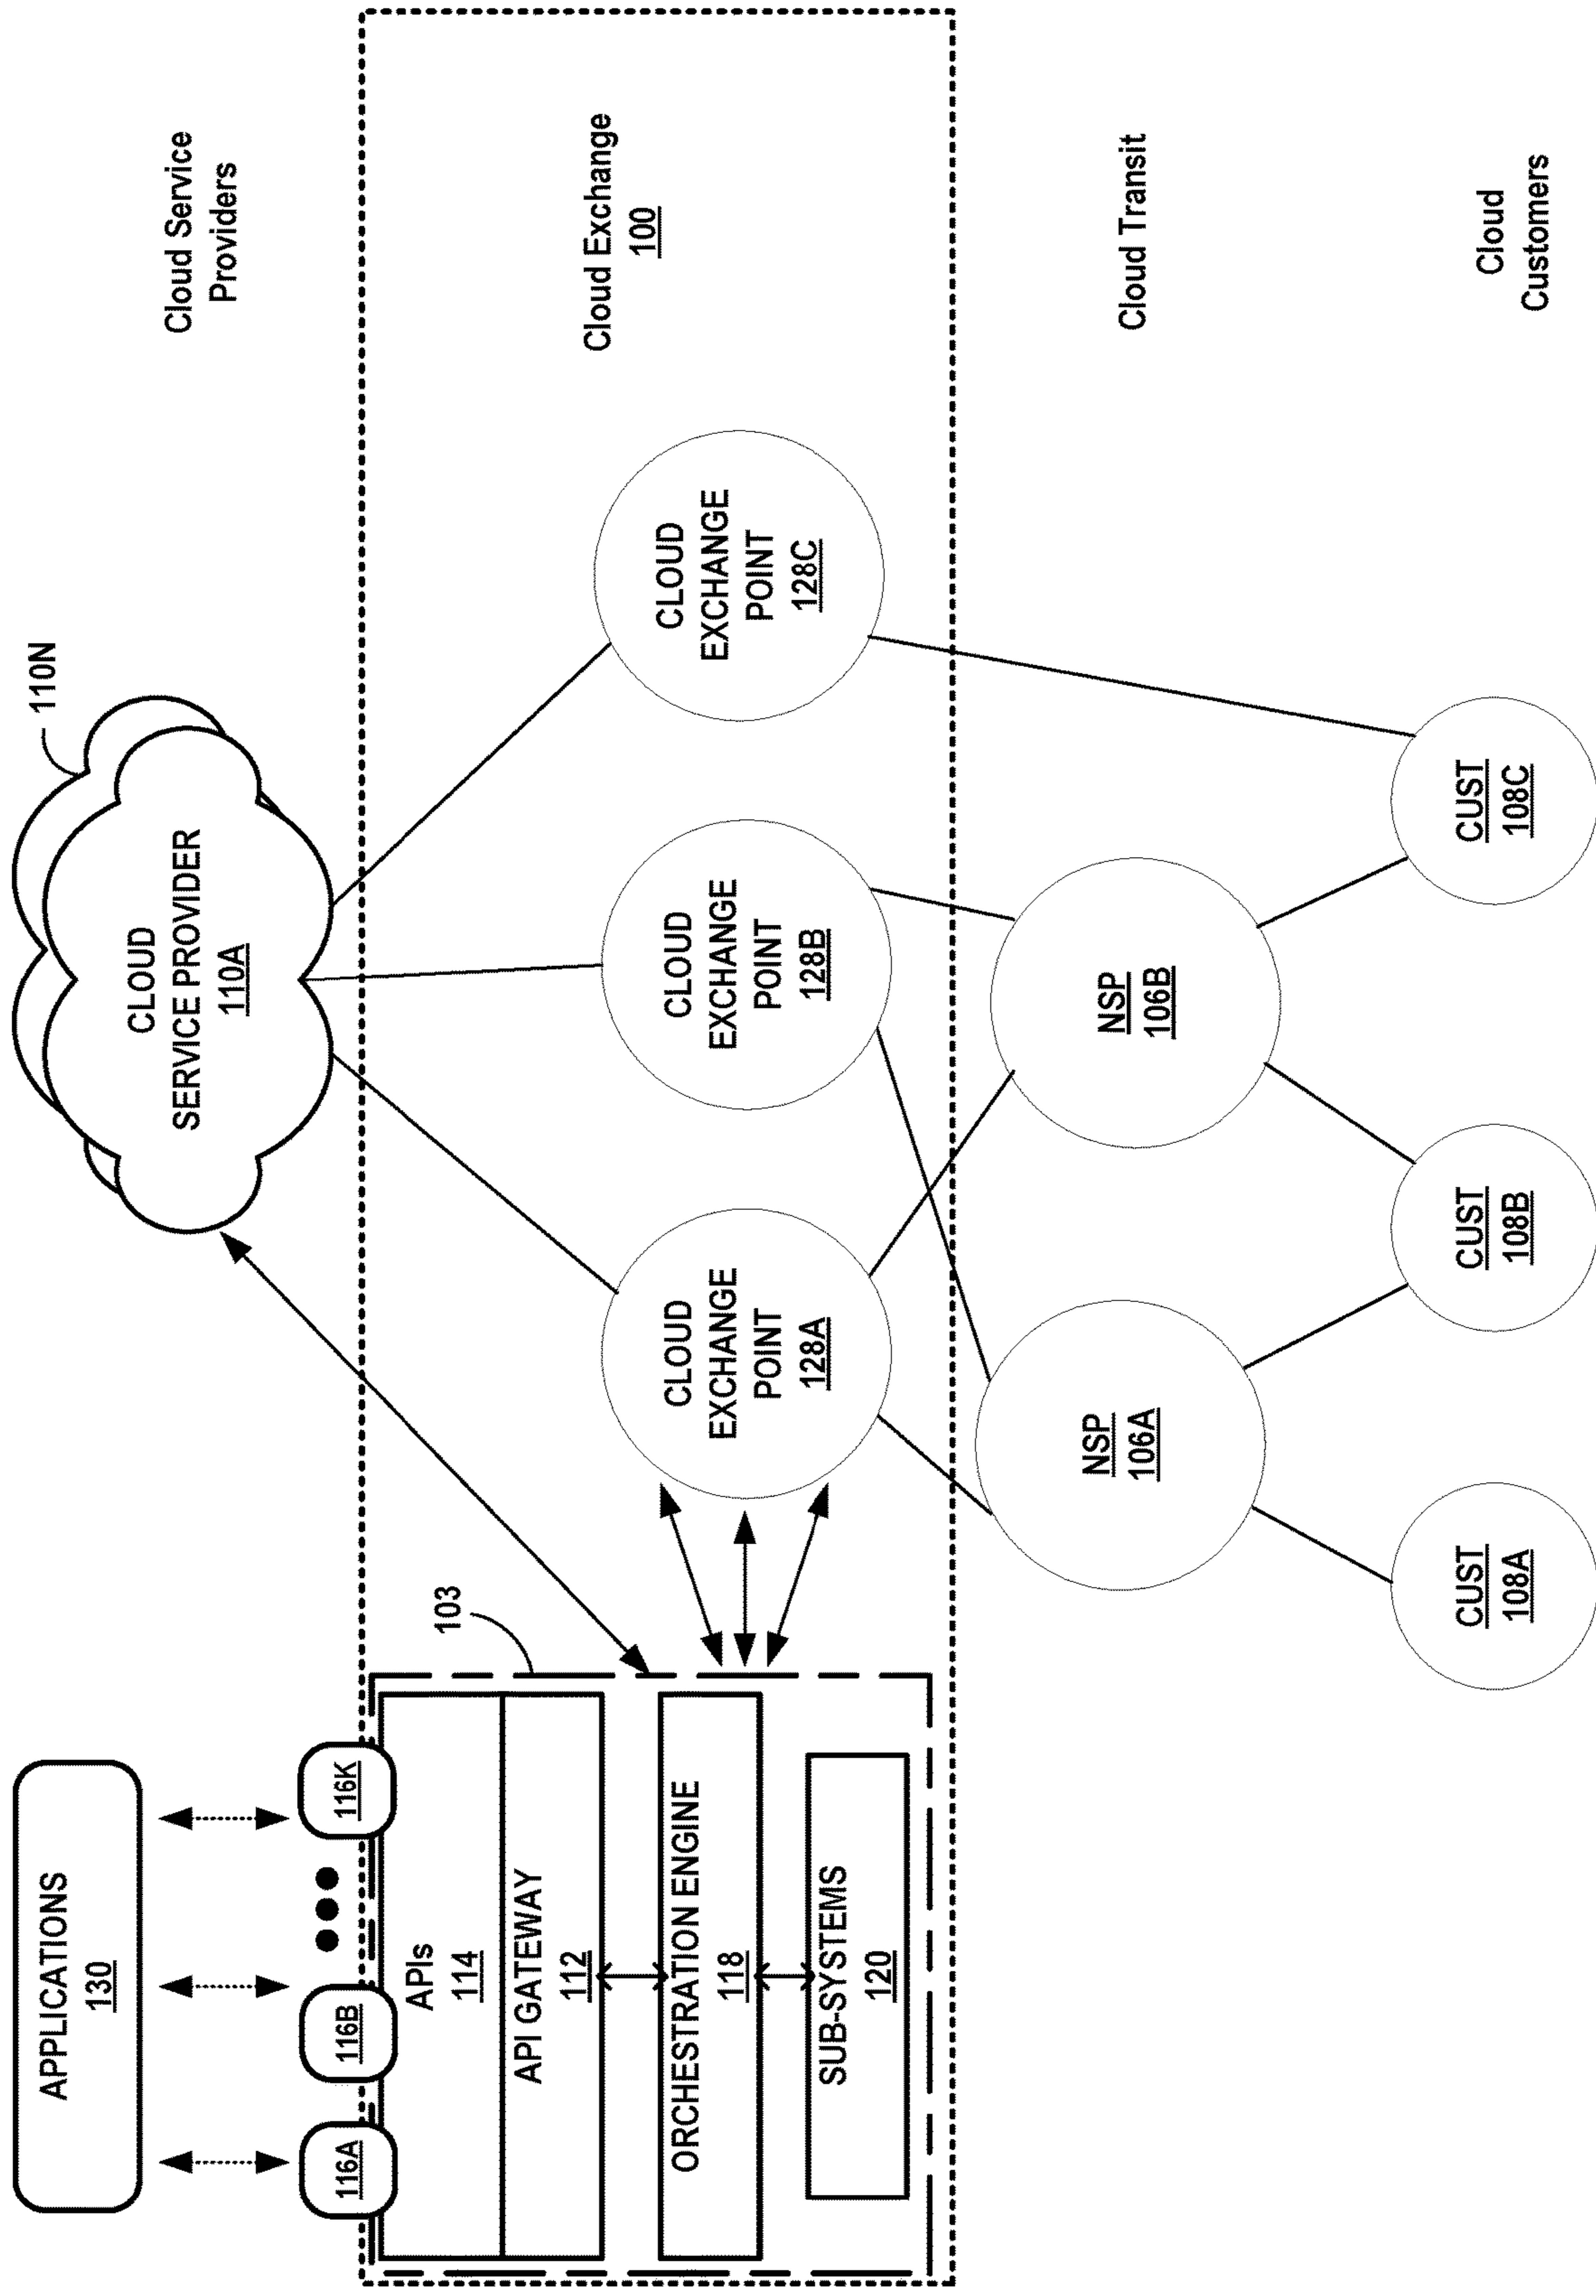 APPLICATIONS
130
116A
116B
116K
103
APIs
114
API GATEWAY
112
ORCHESTRATION ENGINE
118
SUB-SYSTEMS
120
110N
CLOUD
SERVICE PROVIDER
110A
Cloud Service
Providers
CLOUD
EXCHANGE
POINT
128A
CLOUD
EXCHANGE
POINT
128B
CLOUD
EXCHANGE
POINT
128C
Cloud Exchange
100
NSP
106A
NSP
106B
Cloud Transit
CUST
108A
CUST
108B
CUST
108C
Cloud
Customers